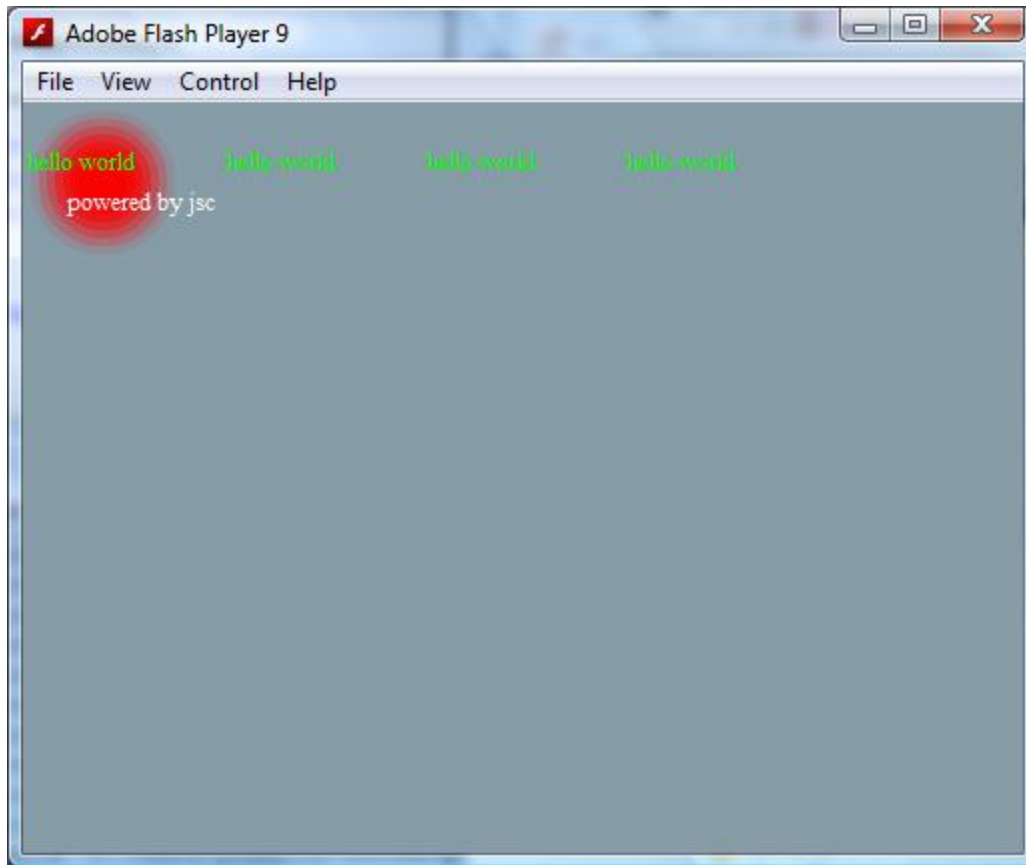 Adobe Flash Player 9
File View Control Help
hello world hello world hello world hello world
powered by jsc